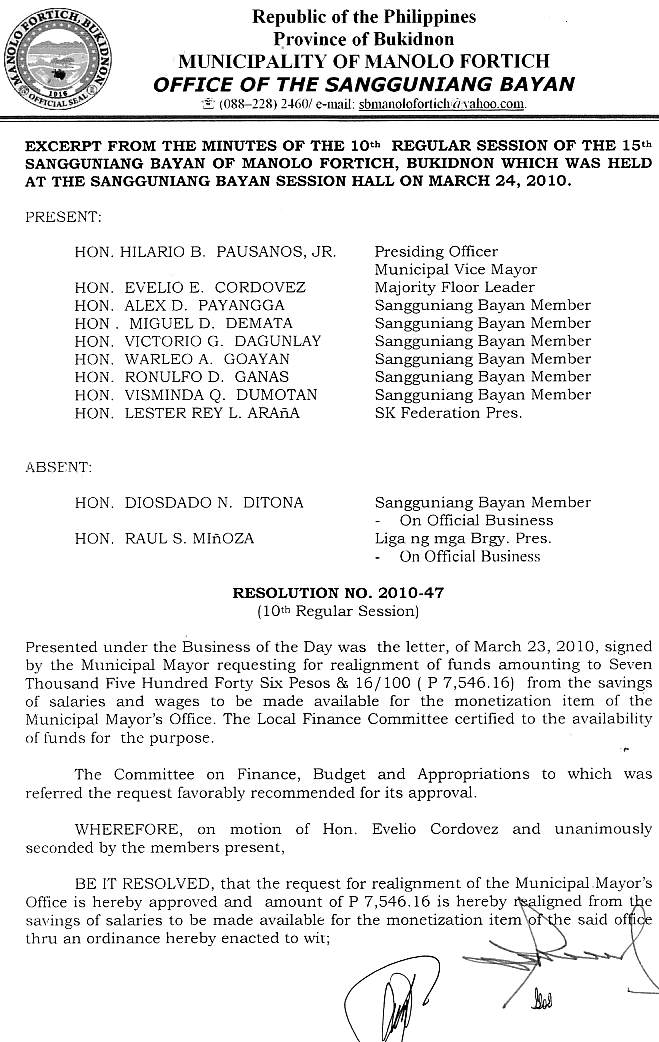 MANOLO FORTICH, BUKIDNON
1916
OFFICIAL SEAL
Republic of the Philippines
Province of Bukidnon
MUNICIPALITY OF MANOLO FORTICH
OFFICE OF THE SANGGUNIANG BAYAN
☏ (088–228) 2460/ e-mail: sbmanolofortich@yahoo.com.
EXCERPT FROM THE MINUTES OF THE 10th REGULAR SESSION OF THE 15th
SANGGUNIANG BAYAN OF MANOLO FORTICH, BUKIDNON WHICH WAS HELD
AT THE SANGGUNIANG BAYAN SESSION HALL ON MARCH 24, 2010.
PRESENT:
HON. HILARIO B. PAUSANOS, JR. Presiding Officer
Municipal Vice Mayor
HON. EVELIO E. CORDOVEZ Majority Floor Leader
HON. ALEX D. PAYANGGA Sangguniang Bayan Member
HON . MIGUEL D. DEMATA Sangguniang Bayan Member
HON. VICTORIO G. DAGUNLAY Sangguniang Bayan Member
HON. WARLEO A. GOAYAN Sangguniang Bayan Member
HON. RONULFO D. GANAS Sangguniang Bayan Member
HON. VISMINDA Q. DUMOTAN Sangguniang Bayan Member
HON. LESTER REY L. ARAñA SK Federation Pres.
ABSENT:
HON. DIOSDADO N. DITONA Sangguniang Bayan Member
- On Official Business
HON. RAUL S. MIñOZA Liga ng mga Brgy. Pres.
- On Official Business
RESOLUTION NO. 2010-47
(10th Regular Session)
Presented under the Business of the Day was the letter, of March 23, 2010, signed
by the Municipal Mayor requesting for realignment of funds amounting to Seven
Thousand Five Hundred Forty Six Pesos & 16/100 ( P 7,546.16) from the savings
of salaries and wages to be made available for the monetization item of the
Municipal Mayor's Office. The Local Finance Committee certified to the availability
of funds for the purpose.
The Committee on Finance, Budget and Appropriations to which was
referred the request favorably recommended for its approval.
WHEREFORE, on motion of Hon. Evelio Cordovez and unanimously
seconded by the members present,
BE IT RESOLVED, that the request for realignment of the Municipal Mayor's
Office is hereby approved and amount of P 7,546.16 is hereby realigned from the
savings of salaries to be made available for the monetization item of the said office
thru an ordinance hereby enacted to wit;